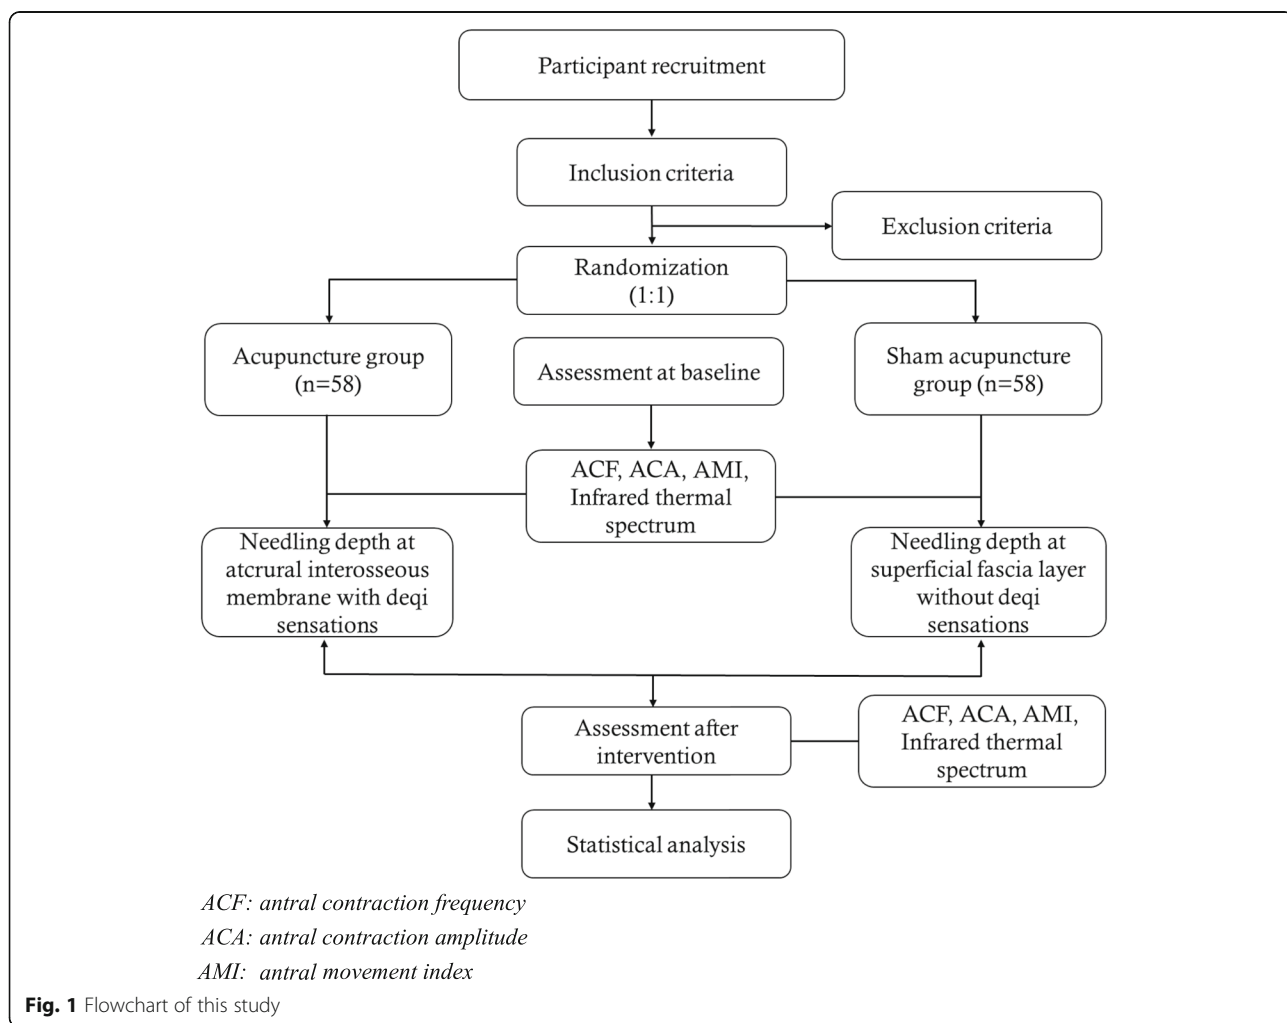 Participant recruitment
Inclusion criteria
Exclusion criteria
Randomization
(1:1)
Acupuncture group
(n=58)
Assessment at baseline
Sham acupuncture
group (n=58)
ACF, ACA, AMI,
Infrared thermal
spectrum
Needling depth at
atcrural interosseous
membrane with deqi
sensations
Needling depth at
superficial fascia layer
without deqi
sensations
Assessment after
intervention
ACF, ACA, AMI,
Infrared thermal
spectrum
Statistical analysis
ACF: antral contraction frequency
ACA: antral contraction amplitude
AMI: antral movement index
Fig. 1 Flowchart of this study